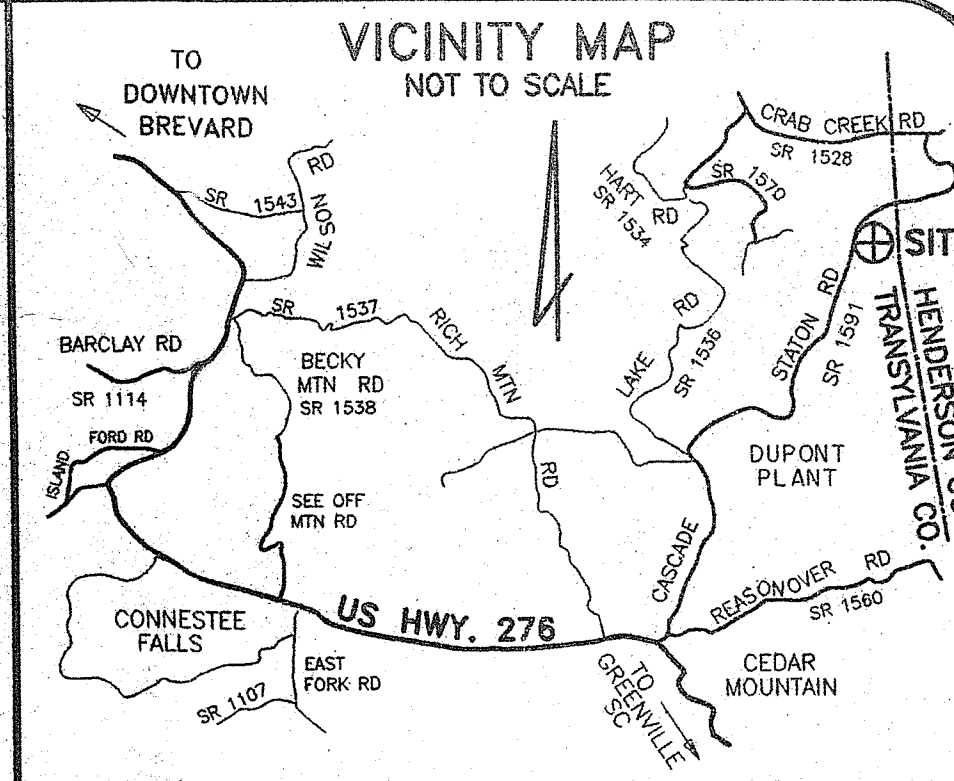 VICINITY MAP
NOT TO SCALE
TO
DOWNTOWN
BREVARD
SR 1543
WILSON RD
CRAB CREEK RD
SR 1528
SR 1570
HART RD
SR 1534
SIT
HENDERSON CO
TRANSYLVANIA CO.
SR 1537
RICH MTN RD
LAKE RD
SR 1536
STATON RD
SR 1591
BARCLAY RD
SR 1114
BECKY
MTN RD
SR 1538
FORD RD
ISLAND
SEE OFF
MTN RD
DUPONT
PLANT
CASCADE
REASONOVER RD
SR 1560
CONNESTEE
FALLS
US HWY. 276
EAST
FORK RD
SR 1107
TO
GREENVILLE
SC
CEDAR
MOUNTAIN